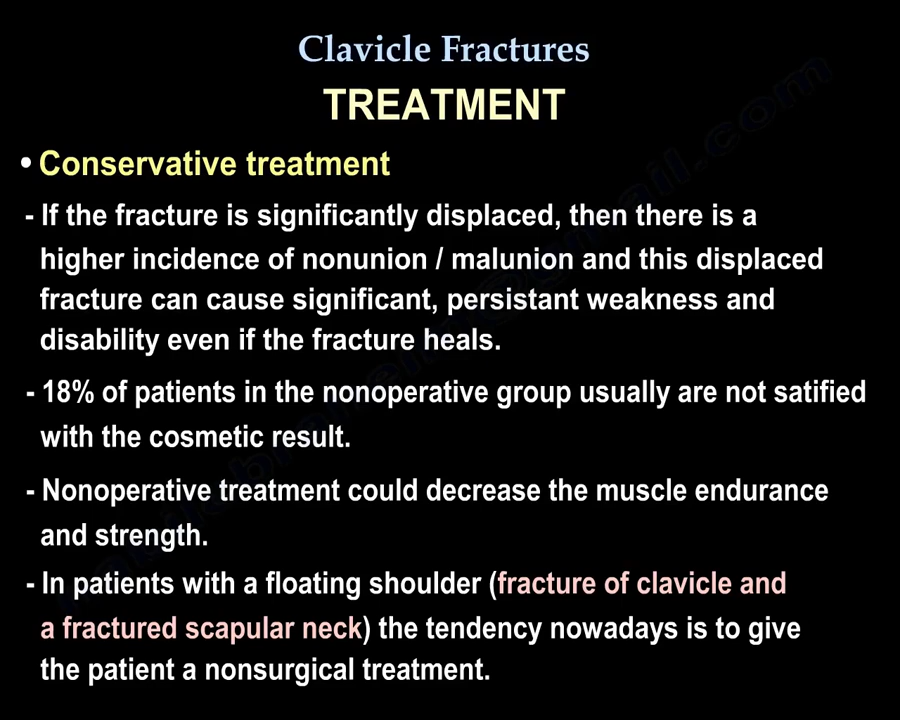 Clavicle Fractures
TREATMENT
• Conservative treatment
- If the fracture is significantly displaced, then there is a
higher incidence of nonunion / malunion and this displaced
fracture can cause significant, persistant weakness and
disability even if the fracture heals.
- 18% of patients in the nonoperative group usually are not satified
with the cosmetic result.
- Nonoperative treatment could decrease the muscle endurance
and strength.
- In patients with a floating shoulder (fracture of clavicle and
a fractured scapular neck) the tendency nowadays is to give
the patient a nonsurgical treatment.